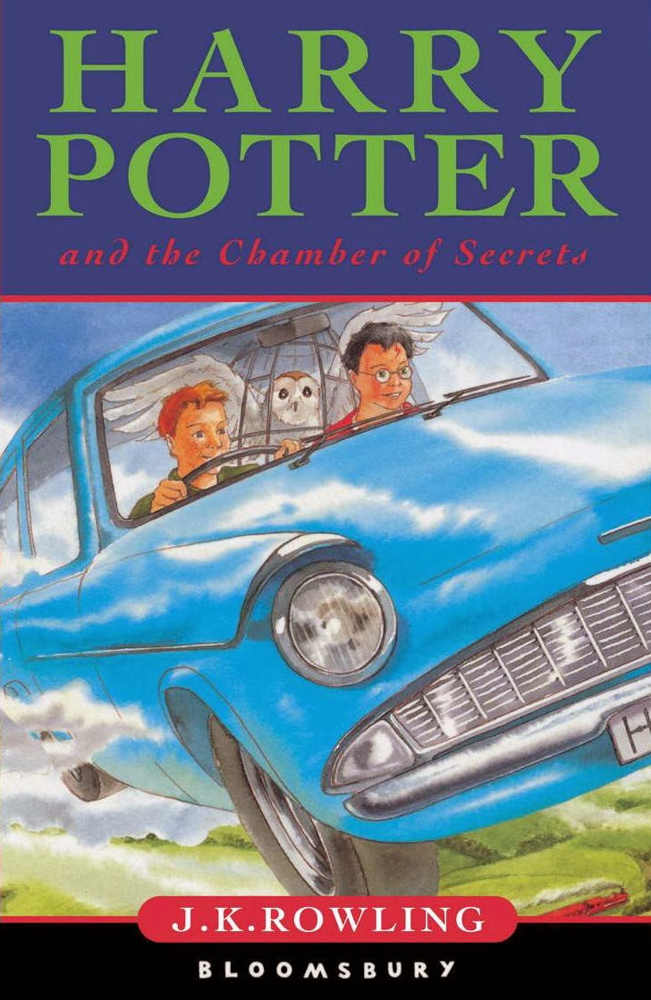 HARRY
POTTER
and the Chamber of Secrets
H
J.K.ROWLING
BLOOMSBURY